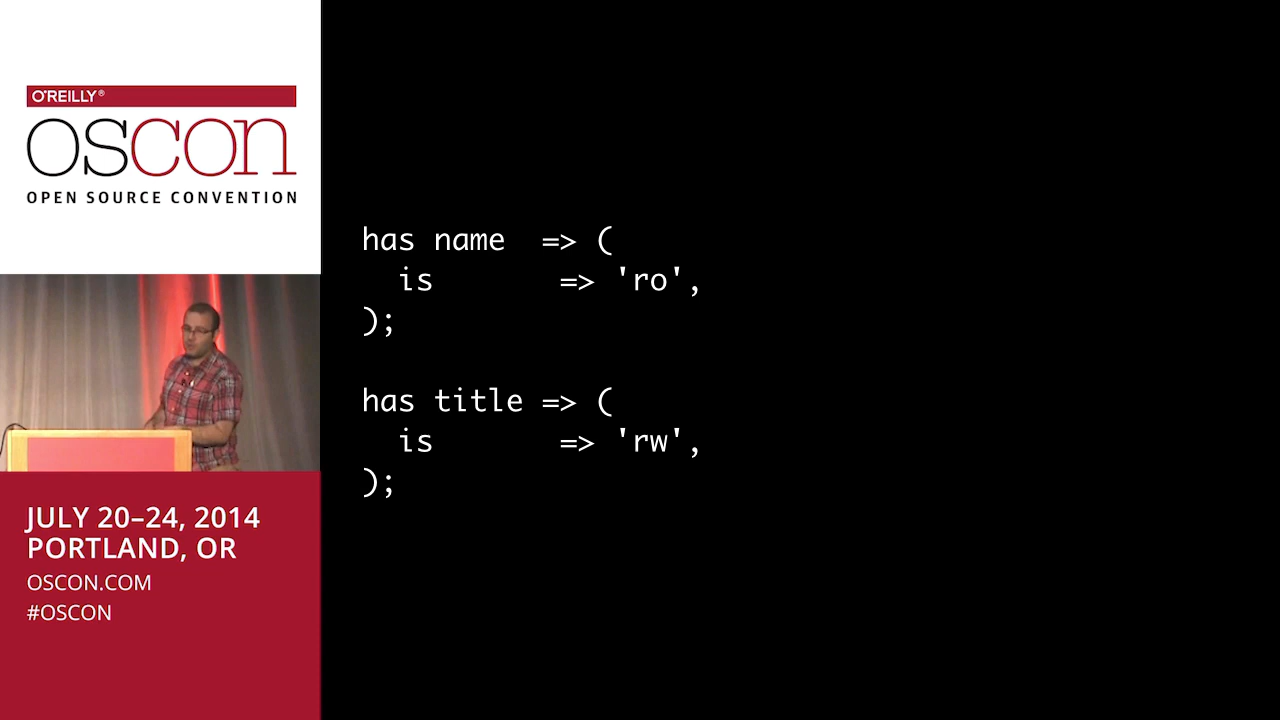 O'REILLY®
OSCON
OPEN SOURCE CONVENTION
JULY 20–24, 2014
PORTLAND, OR
OSCON.COM
#OSCON
has name  => (
  is       => 'ro',
);
has title => (
  is       => 'rw',
);